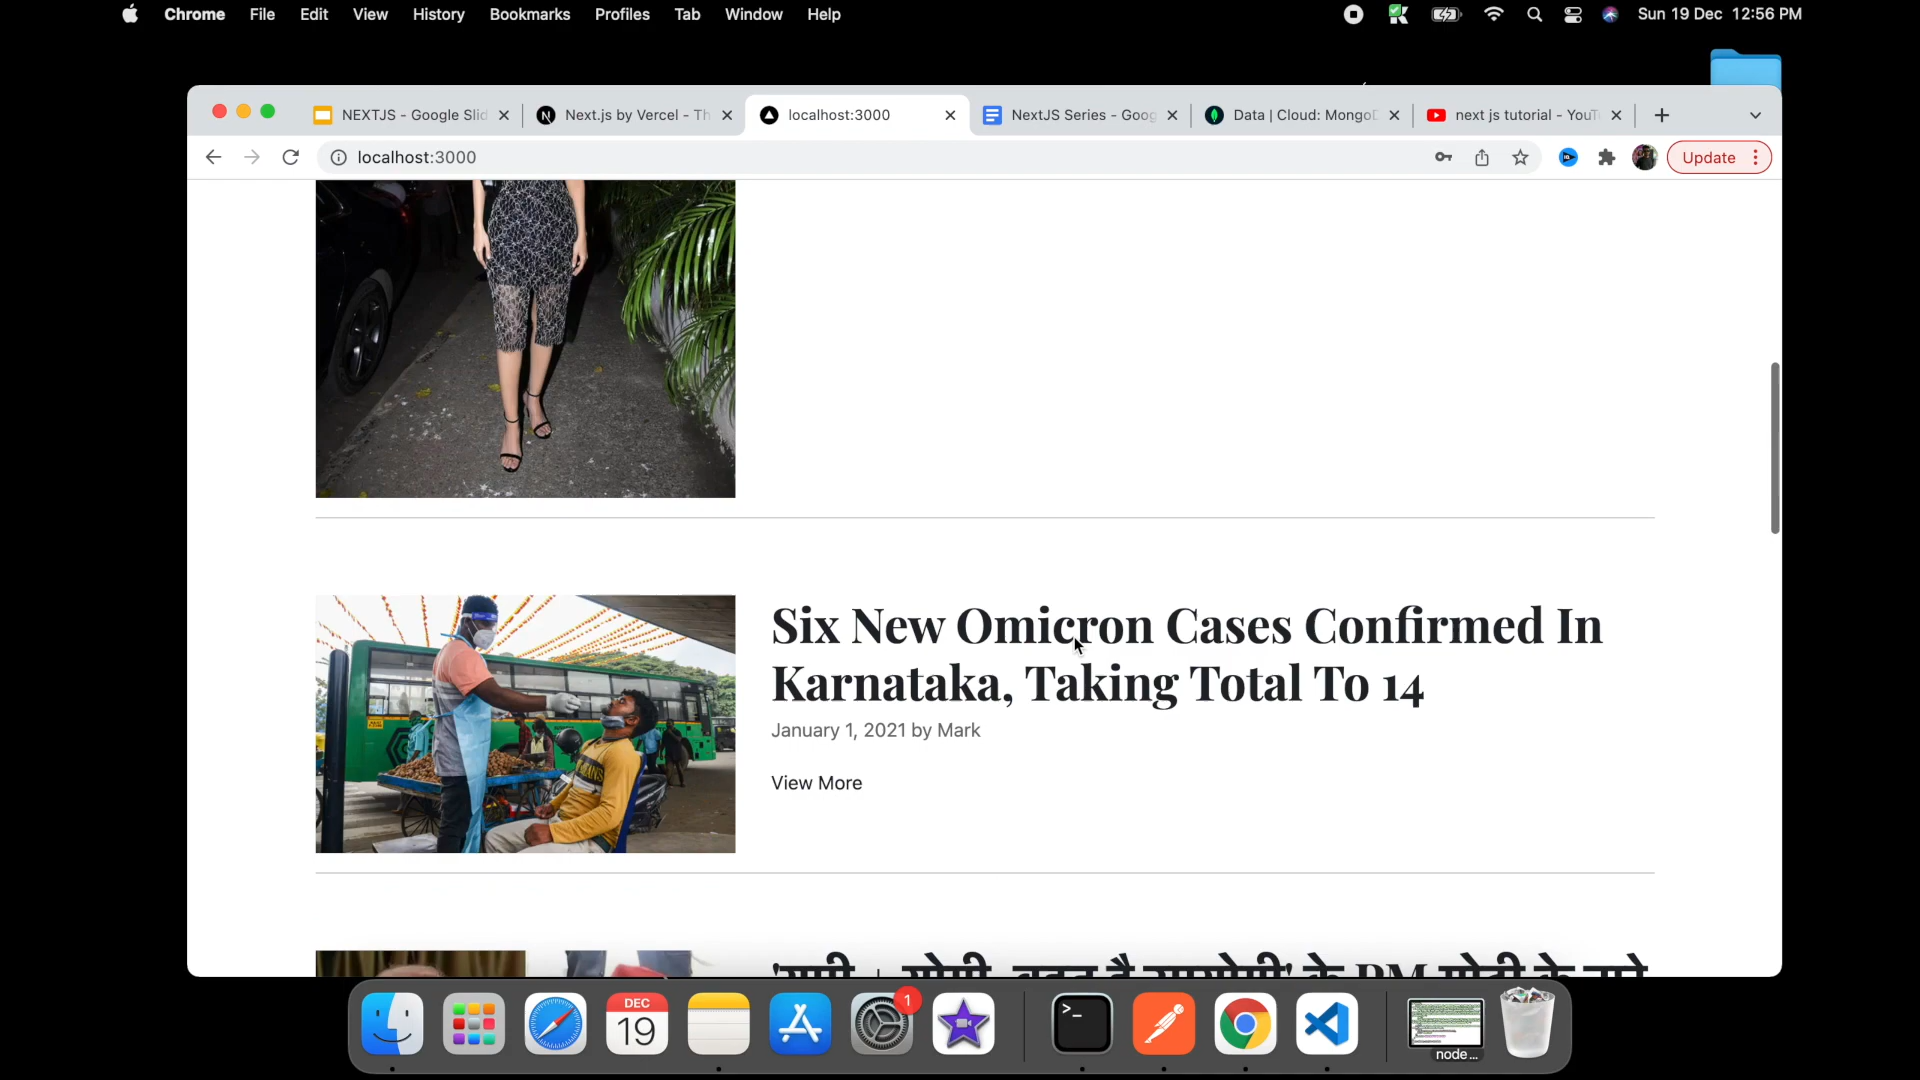 Chrome File Edit View History Bookmarks Profiles Tab Window Help Sun 19 Dec 12:56 PM
NEXTJS - Google Slid Next.js by Vercel - Th localhost:3000 NextJS Series - Goog Data | Cloud: MongoD next js tutorial - YouTu
localhost:3000 Update
Six New Omicron Cases Confirmed In
Karnataka, Taking Total To 14
January 1, 2021 by Mark
View More
1
DEC
19
node...